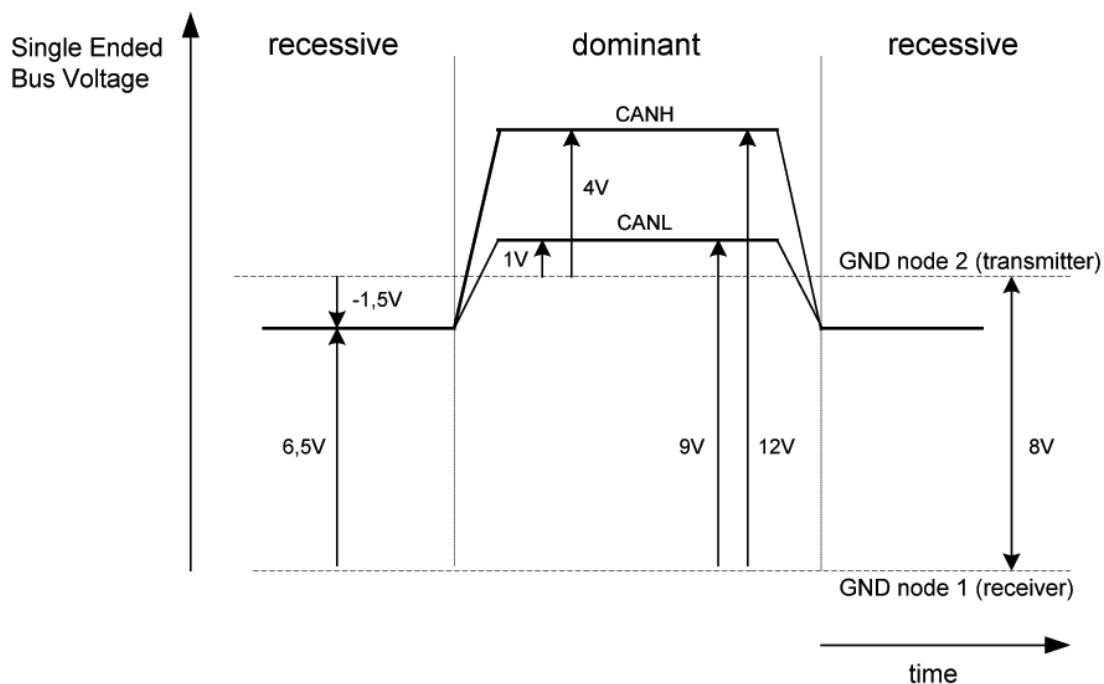 Single Ended
Bus Voltage
recessive
dominant
recessive
CANH
4V
CANL
1V
GND node 2 (transmitter)
-1,5V
6,5V
9V
12V
8V
GND node 1 (receiver)
time